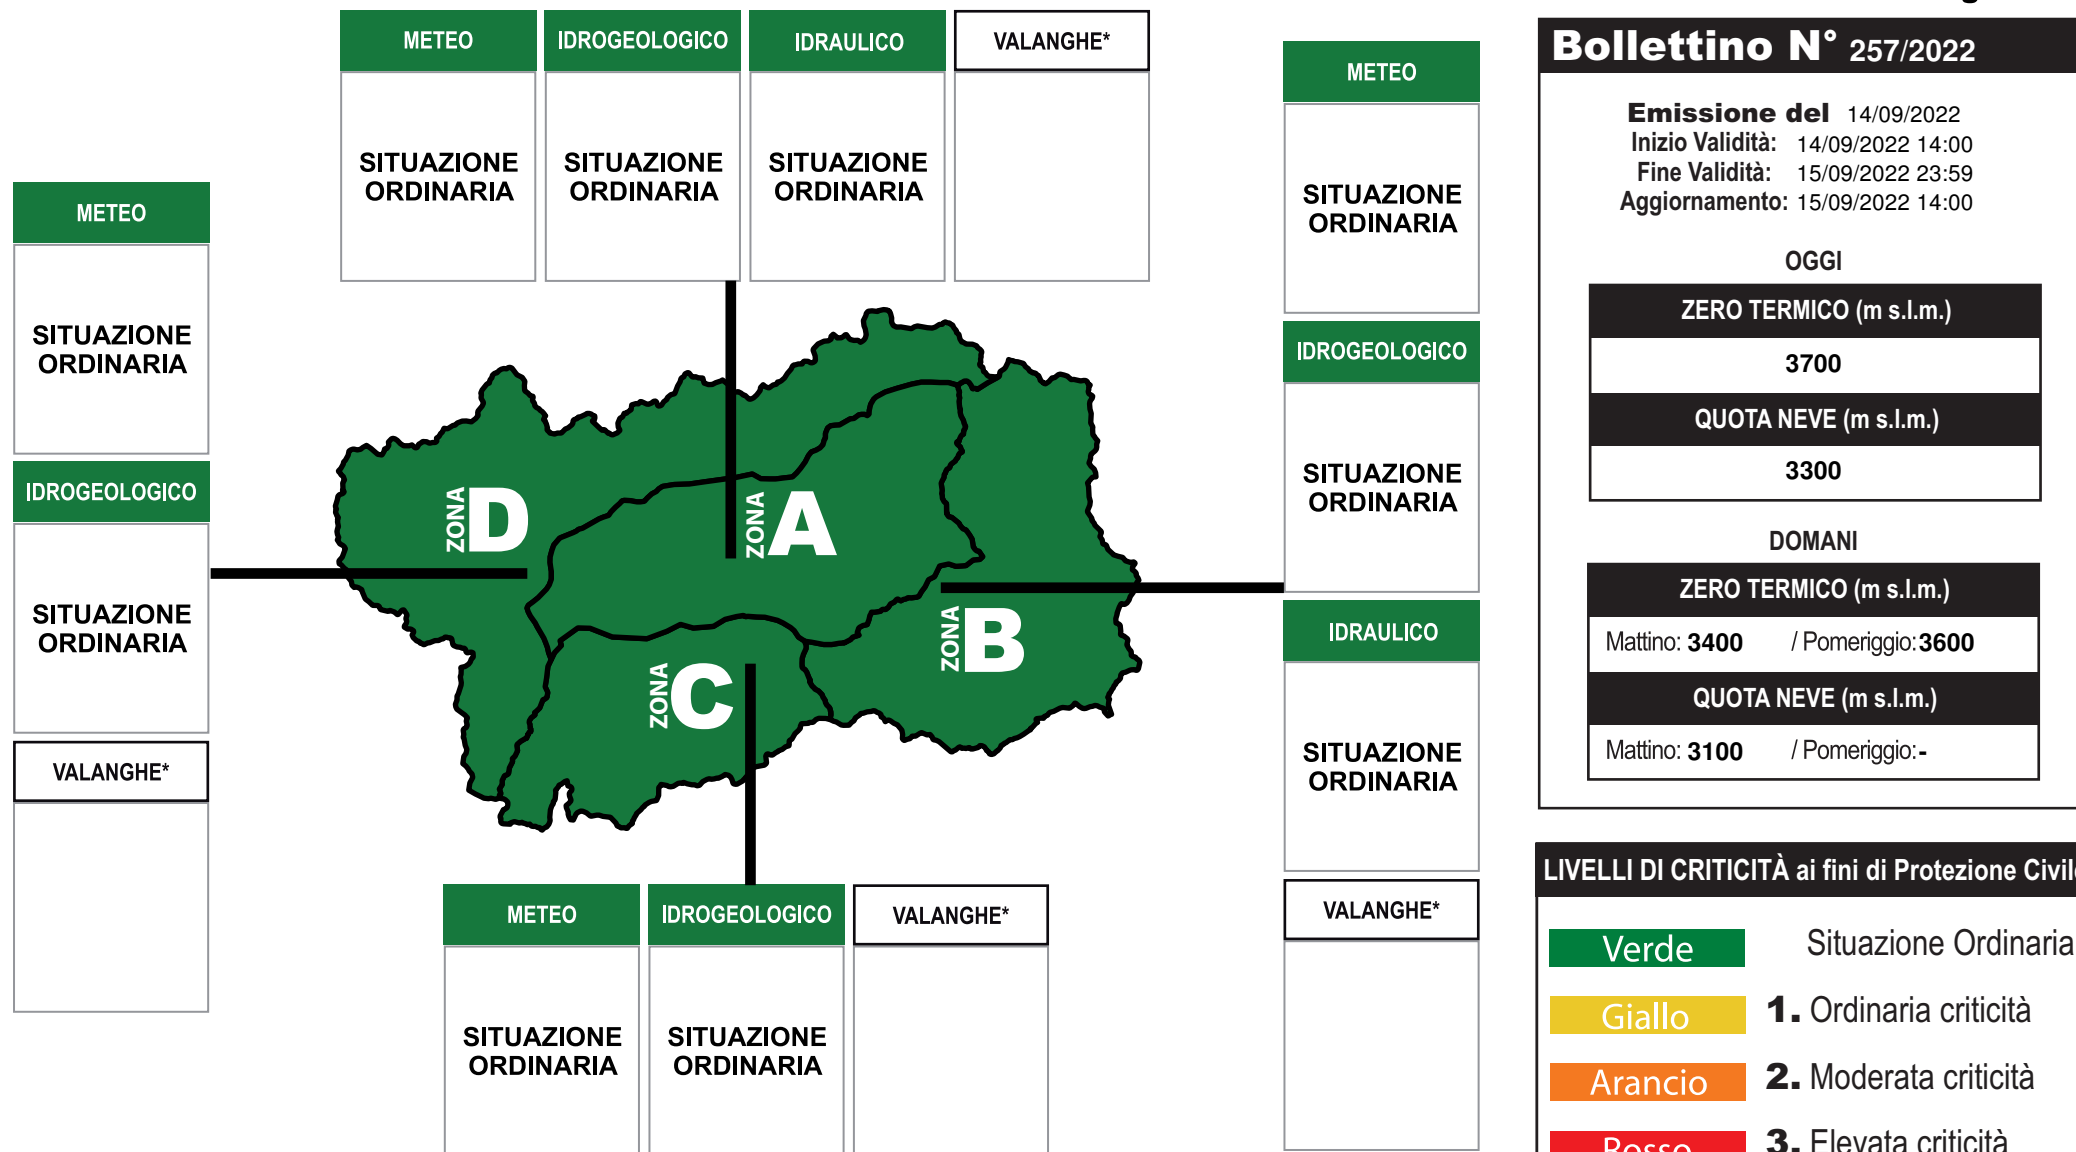 METEO IDROGEOLOGICO IDRAULICO VALANGHE*
SITUAZIONE ORDINARIA
SITUAZIONE ORDINARIA
SITUAZIONE ORDINARIA
METEO
SITUAZIONE
ORDINARIA
IDROGEOLOGICO
SITUAZIONE
ORDINARIA
VALANGHE*
ZONA D
ZONA A
ZONA B
ZONA C
METEO
SITUAZIONE
ORDINARIA
IDROGEOLOGICO
SITUAZIONE
ORDINARIA
IDRAULICO
SITUAZIONE
ORDINARIA
VALANGHE*
METEO IDROGEOLOGICO VALANGHE*
SITUAZIONE ORDINARIA
SITUAZIONE ORDINARIA
Bollettino N° 257/2022
Emissione del 14/09/2022
Inizio Validità: 14/09/2022 14:00
Fine Validità: 15/09/2022 23:59
Aggiornamento: 15/09/2022 14:00
OGGI
ZERO TERMICO (m s.l.m.)
3700
QUOTA NEVE (m s.l.m.)
3300
DOMANI
ZERO TERMICO (m s.l.m.)
Mattino: 3400 / Pomeriggio: 3600
QUOTA NEVE (m s.l.m.)
Mattino: 3100 / Pomeriggio: -
LIVELLI DI CRITICITÀ ai fini di Protezione Civile
Verde Situazione Ordinaria
Giallo 1. Ordinaria criticità
Arancio 2. Moderata criticità
Rosso 3. Elevata criticità